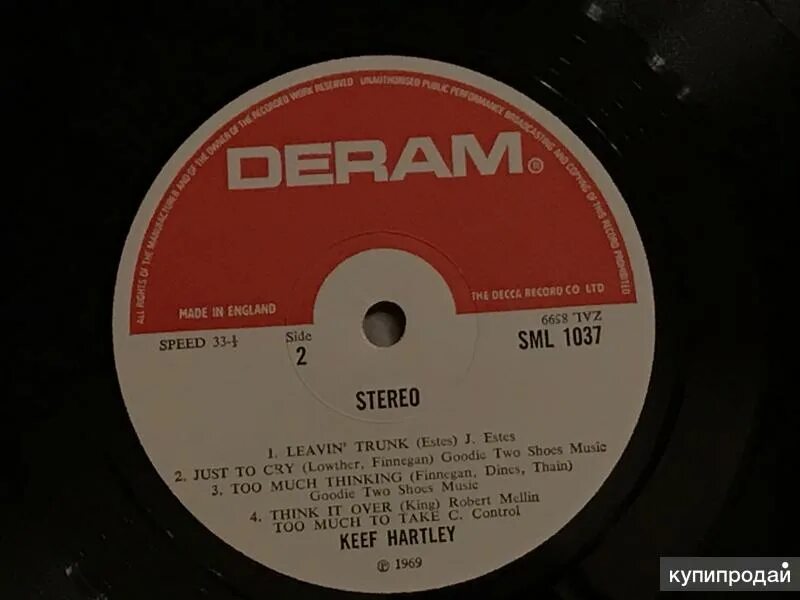 ALL RIGHTS OF THE MANUFACTURER AND OF THE OWNER OF THE RECORDED WORK RESERVED UNAUTHORISED PUBLIC PERFORMANCE BROADCASTING AND COPYING OF THIS RECORD PROHIBITED
DERAM®
MADE IN ENGLAND
THE DECCA RECORD CO LTD
SPEED 33-⅓
Side
2
ZAL 8599
SML 1037
STEREO
1. LEAVIN' TRUNK (Estes) J. Estes
2. JUST TO CRY (Lowther, Finnegan) Goodie Two Shoes Music
3. TOO MUCH THINKING (Finnegan, Dines, Thain)
Goodie Two Shoes Music
4. THINK IT OVER (King) Robert Mellin
TOO MUCH TO TAKE C. Control
KEEF HARTLEY
℗ 1969
купипродай